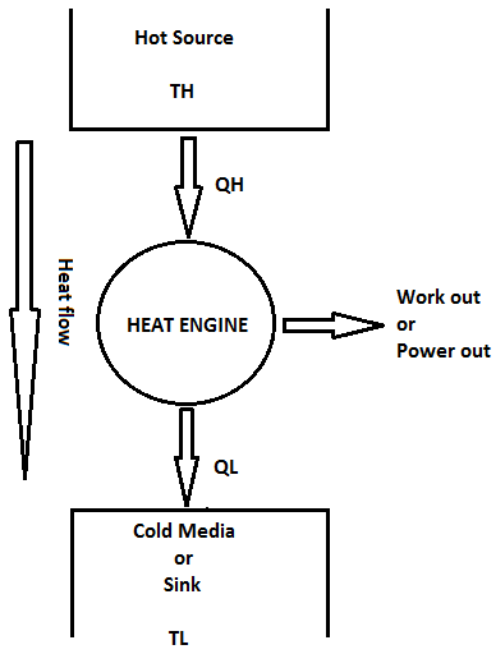 Hot Source
TH
QH
Heat flow
HEAT ENGINE
Work out
or
Power out
QL
Cold Media
or
Sink
TL